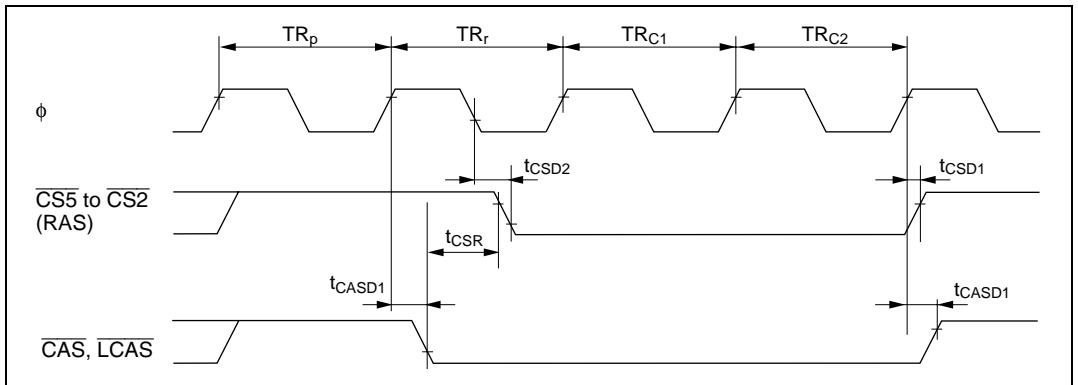 TRp TRr TRC1 TRC2
φ
tCSD2 tCSD1
CS5 to CS2
(RAS)
tCSR
tCASD1 tCASD1
CAS, LCAS